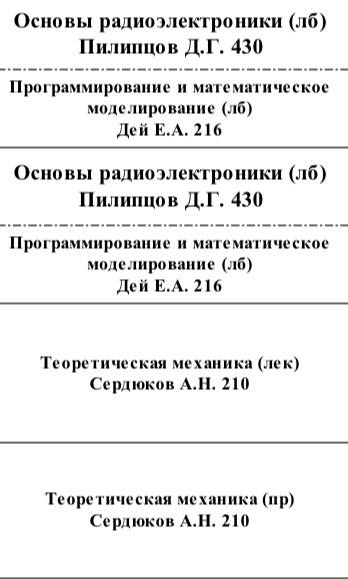 Основы радиоэлектроники (лб)
Пилипцов Д.Г. 430
Программирование и математическое
моделирование (лб)
Дей Е.А. 216
Основы радиоэлектроники (лб)
Пилипцов Д.Г. 430
Программирование и математическое
моделирование (лб)
Дей Е.А. 216
Теоретическая механика (лек)
Сердюков А.Н. 210
Теоретическая механика (пр)
Сердюков А.Н. 210